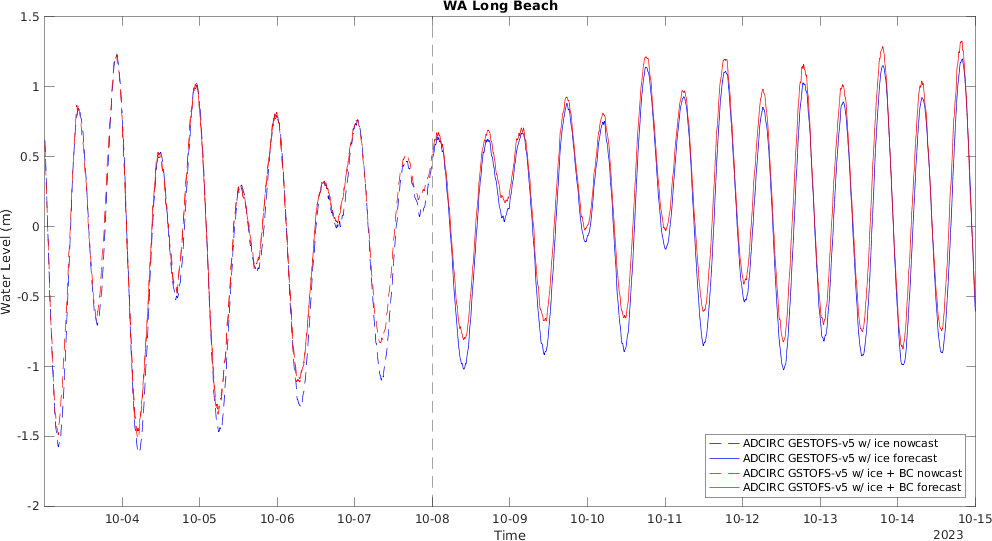 WA Long Beach
Water Level (m)
1.5
1
0.5
0
-0.5
-1
-1.5
-2
10-04 10-05 10-06 10-07 10-08 10-09 10-10 10-11 10-12 10-13 10-14 10-15
Time
2023
ADCIRC GESTOFS-v5 w/ ice nowcast
ADCIRC GESTOFS-v5 w/ ice forecast
ADCIRC GSTOFS-v5 w/ ice + BC nowcast
ADCIRC GSTOFS-v5 w/ ice + BC forecast